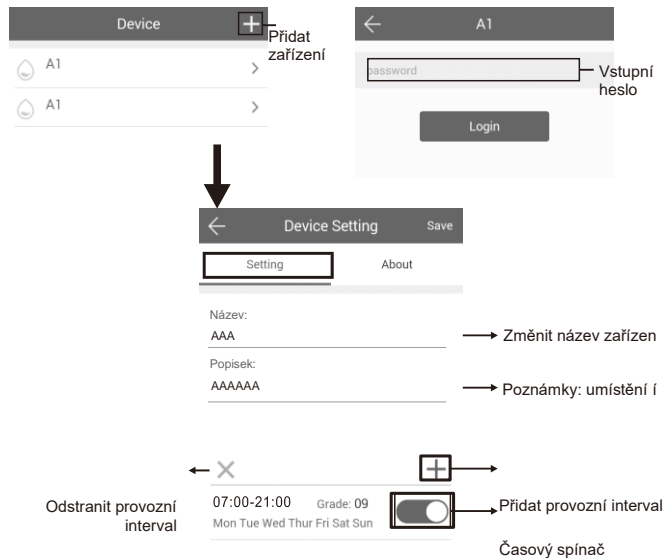 Device
Přidat
zařízení
A1
A1
A1
password
Vstupní
heslo
Login
Device Setting
Save
Setting
About
Název:
AAA
Změnit název zařízen
Popisek:
AAAAAA
Poznámky: umístění í
Odstranit provozní
interval
07:00-21:00
Grade: 09
Mon Tue Wed Thur Fri Sat Sun
Přidat provozní interval
Časový spínač